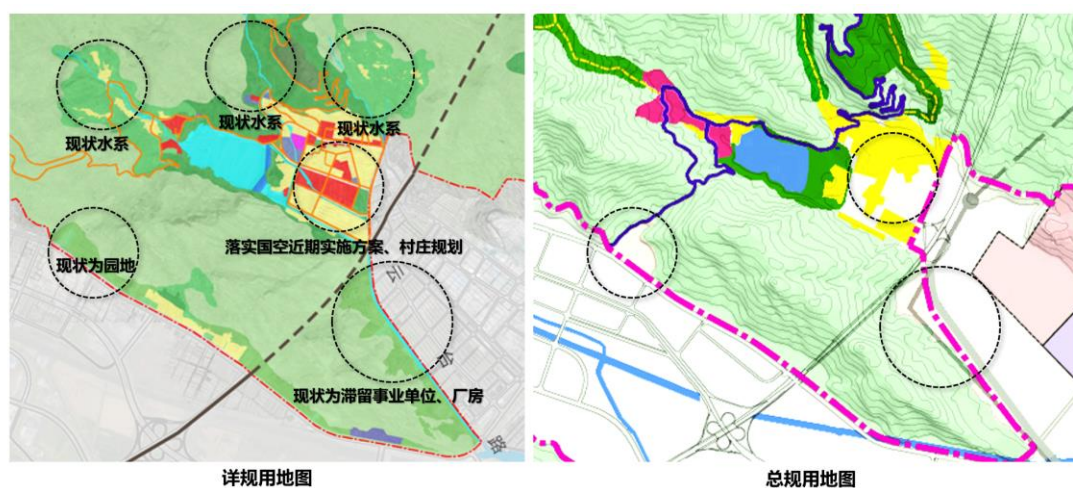 现状水系
现状水系
现状水系
落实国空近期实施方案、村庄规划
现状为园地
云
台
路
现状为滞留事业单位、厂房
详规用地图
总规用地图